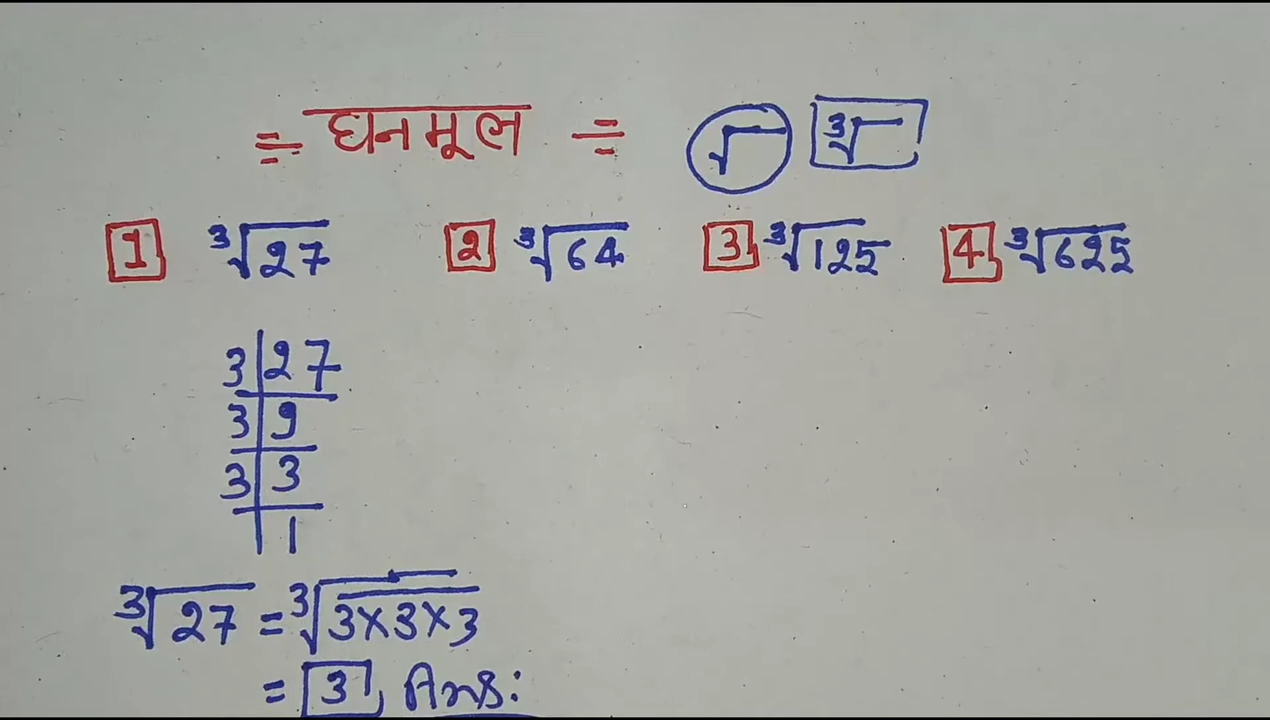 = घनमूल = √ ∛
1 ∛27 2 ∛64 3 ∛125 4 ∛625
3 | 27
3 | 9
3 | 3
| 1
∛27 = ∛3×3×3
= 3 Ans: